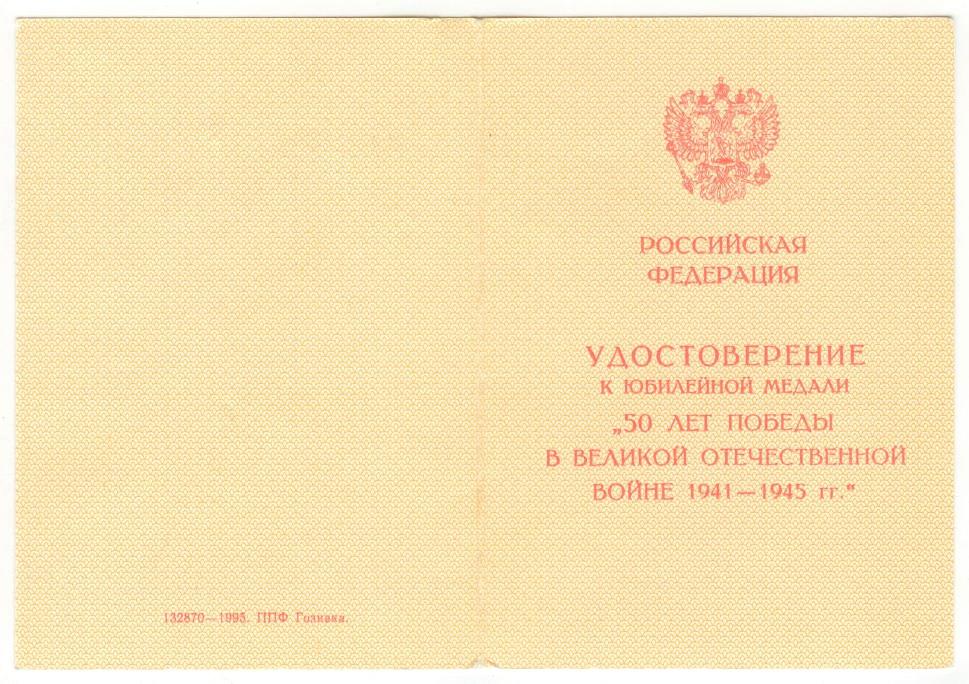 РОССИЙСКАЯ
ФЕДЕРАЦИЯ
УДОСТОВЕРЕНИЕ
К ЮБИЛЕЙНОЙ МЕДАЛИ
„50 ЛЕТ ПОБЕДЫ
В ВЕЛИКОЙ ОТЕЧЕСТВЕННОЙ
ВОЙНЕ 1941—1945 гг.“
132870—1995. ППФ Гознака.